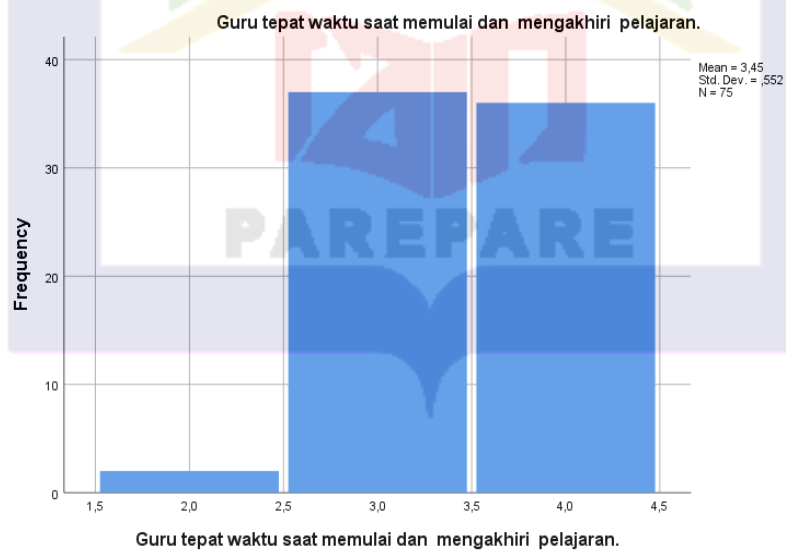 Guru tepat waktu saat memulai dan mengakhiri pelajaran.
Mean = 3,45
Std. Dev. = ,552
N = 75
Frequency
40
30
20
10
0
1,5 2,0 2,5 3,0 3,5 4,0 4,5
Guru tepat waktu saat memulai dan mengakhiri pelajaran.
PAREPARE